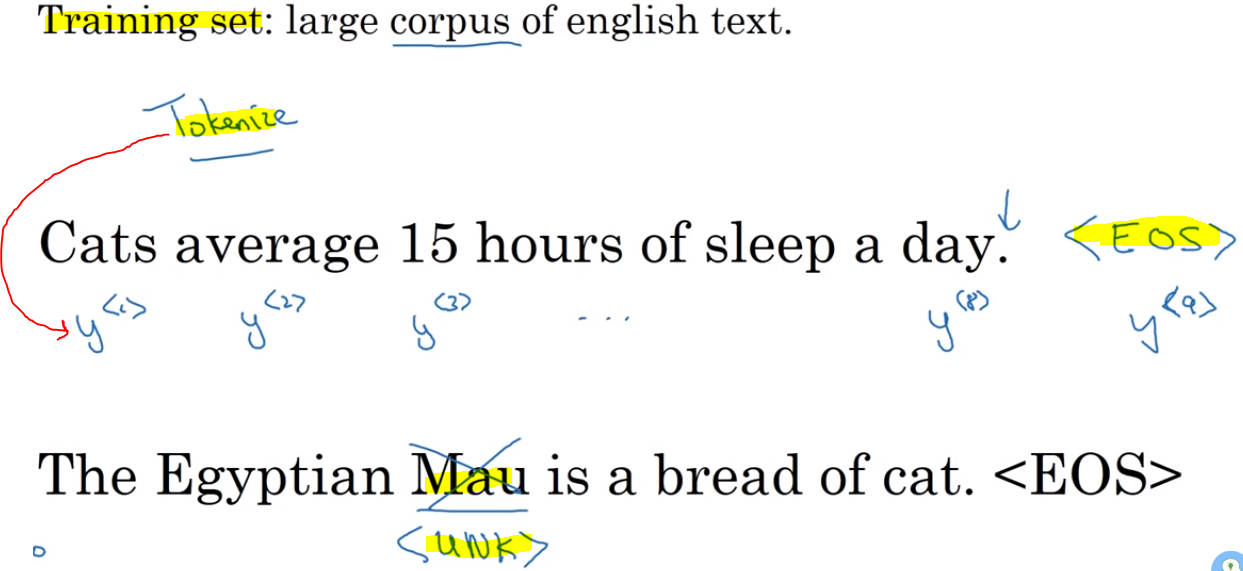 Training set: large corpus of english text.
Tokenize
Cats average 15 hours of sleep a day. <EOS>
y<1> y<2> y<3> ... y<8> y<9>
The Egyptian Mau is a bread of cat. <EOS>
<UNK>